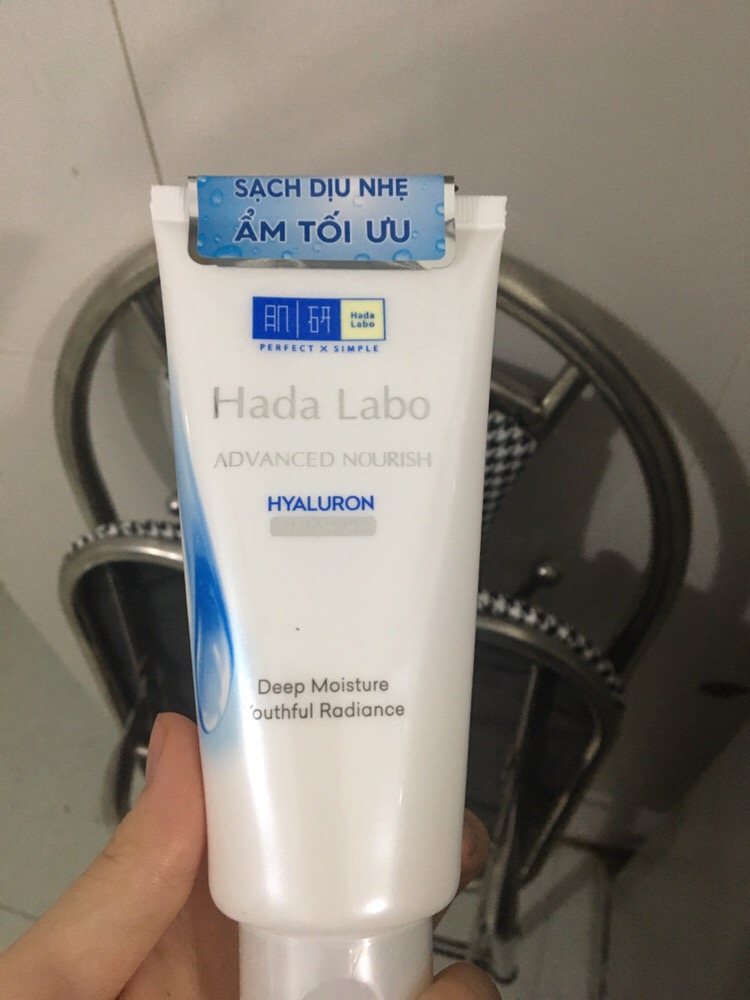 SẠCH DỊU NHẸ
ẨM TỐI ƯU
肌 研
Hada
Labo
PERFECT X SIMPLE
Hada Labo
ADVANCED NOURISH
HYALURON
Deep Moisture
Youthful Radiance